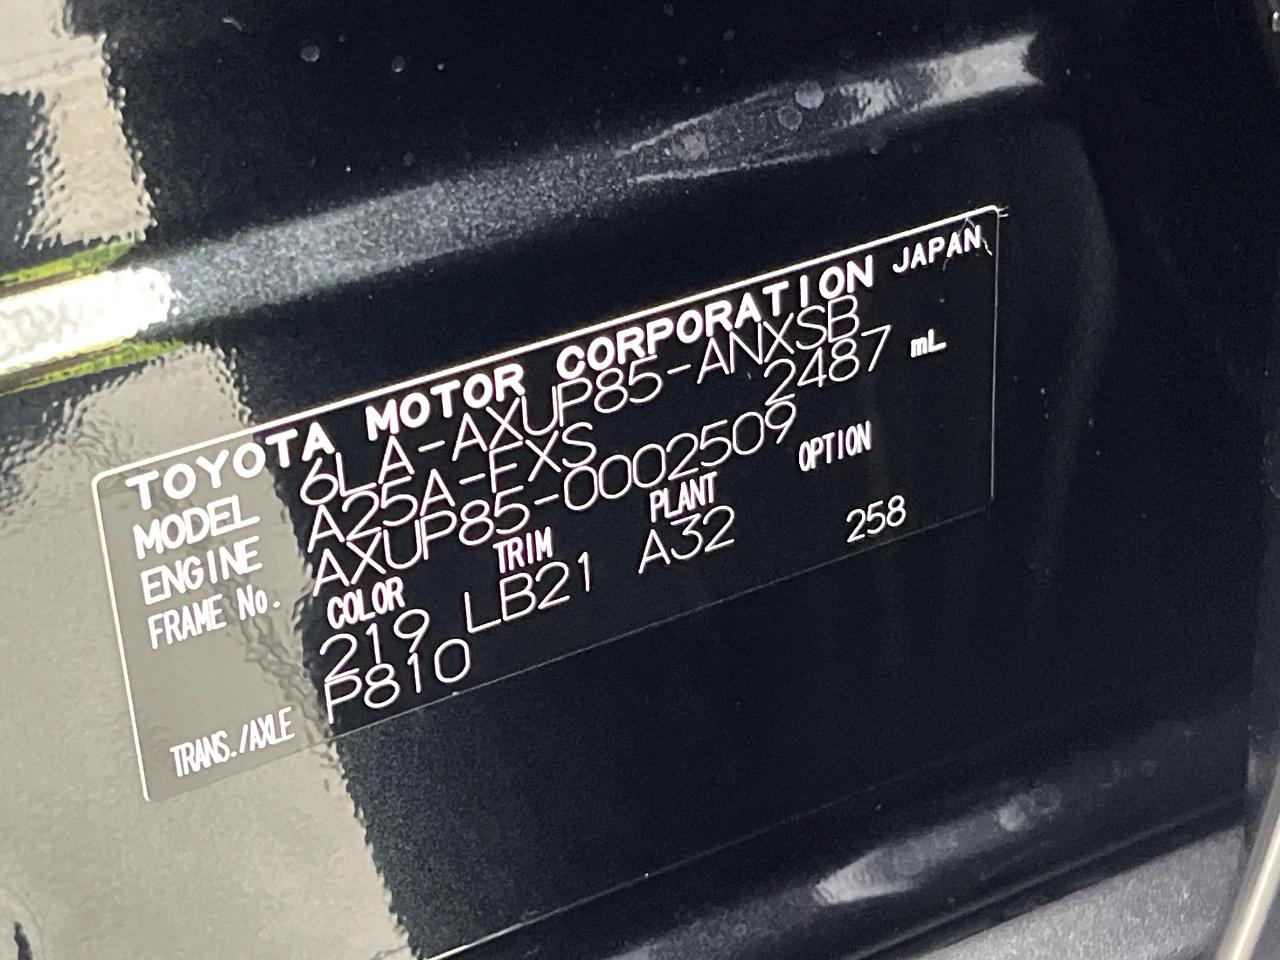 TOYOTA MOTOR CORPORATION JAPAN
MODEL 6LA-AXUP85-ANXSB
ENGINE A25A-FXS 2487 mL
FRAME No. AXUP85-0002509
COLOR TRIM PLANT OPTION
219 LB21 A32 258
TRANS./AXLE P810